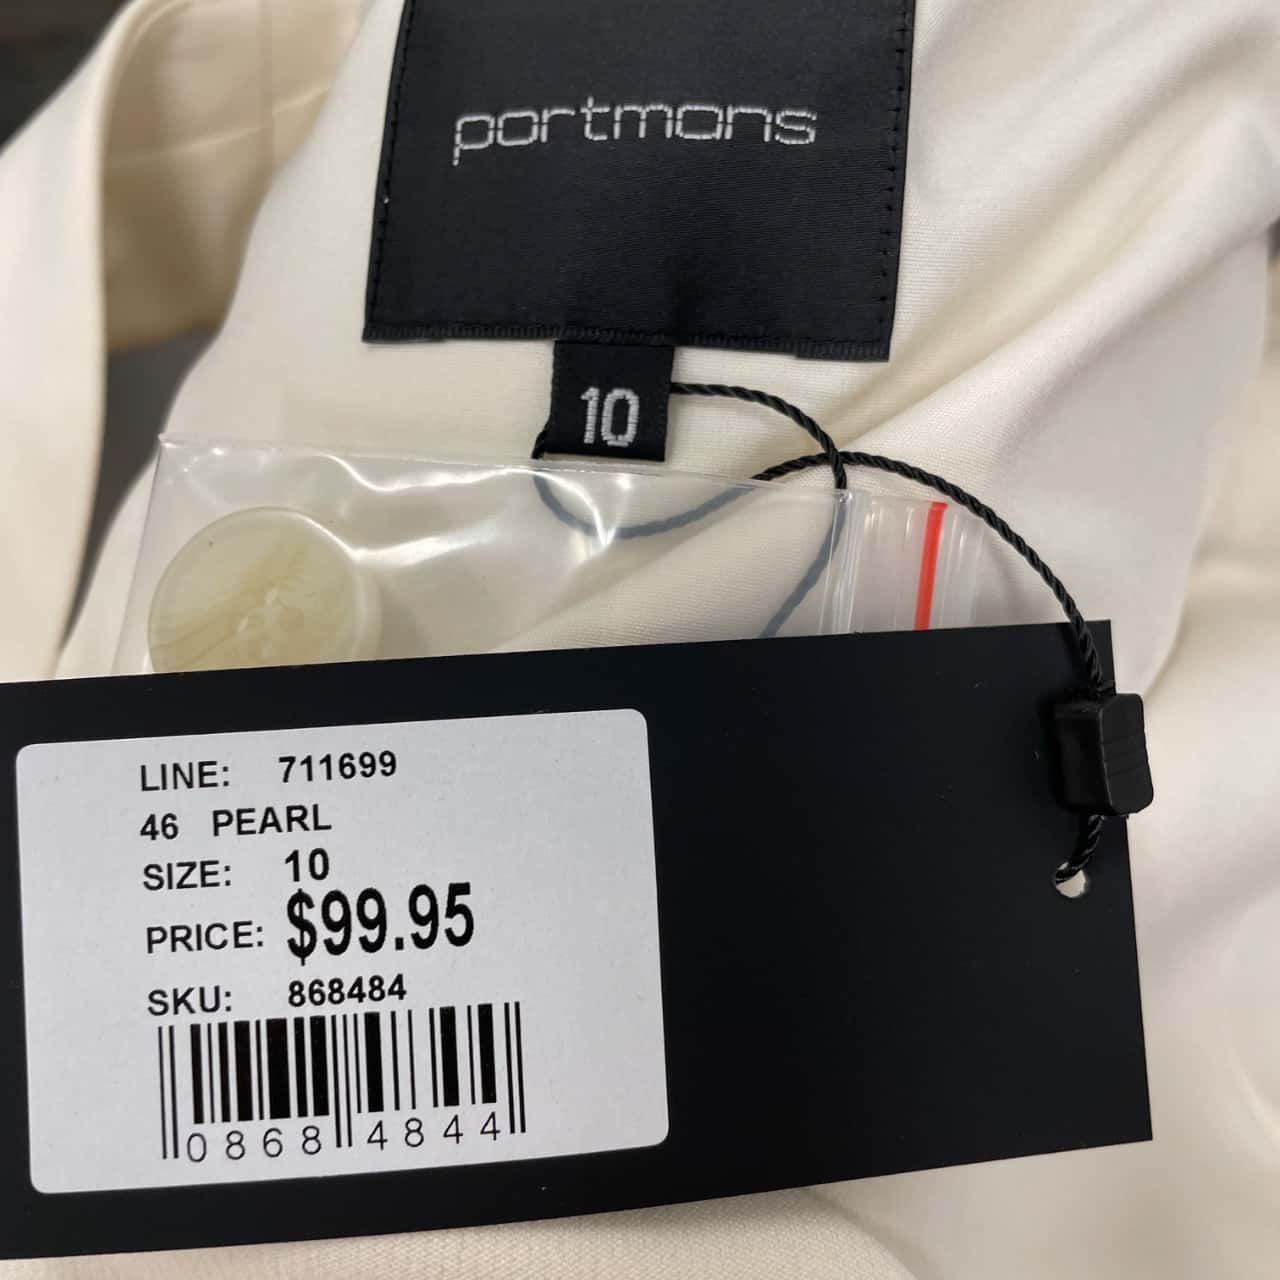 portmans
10
LINE: 711699
46 PEARL
SIZE: 10
PRICE: $99.95
SKU: 868484
0868 4844